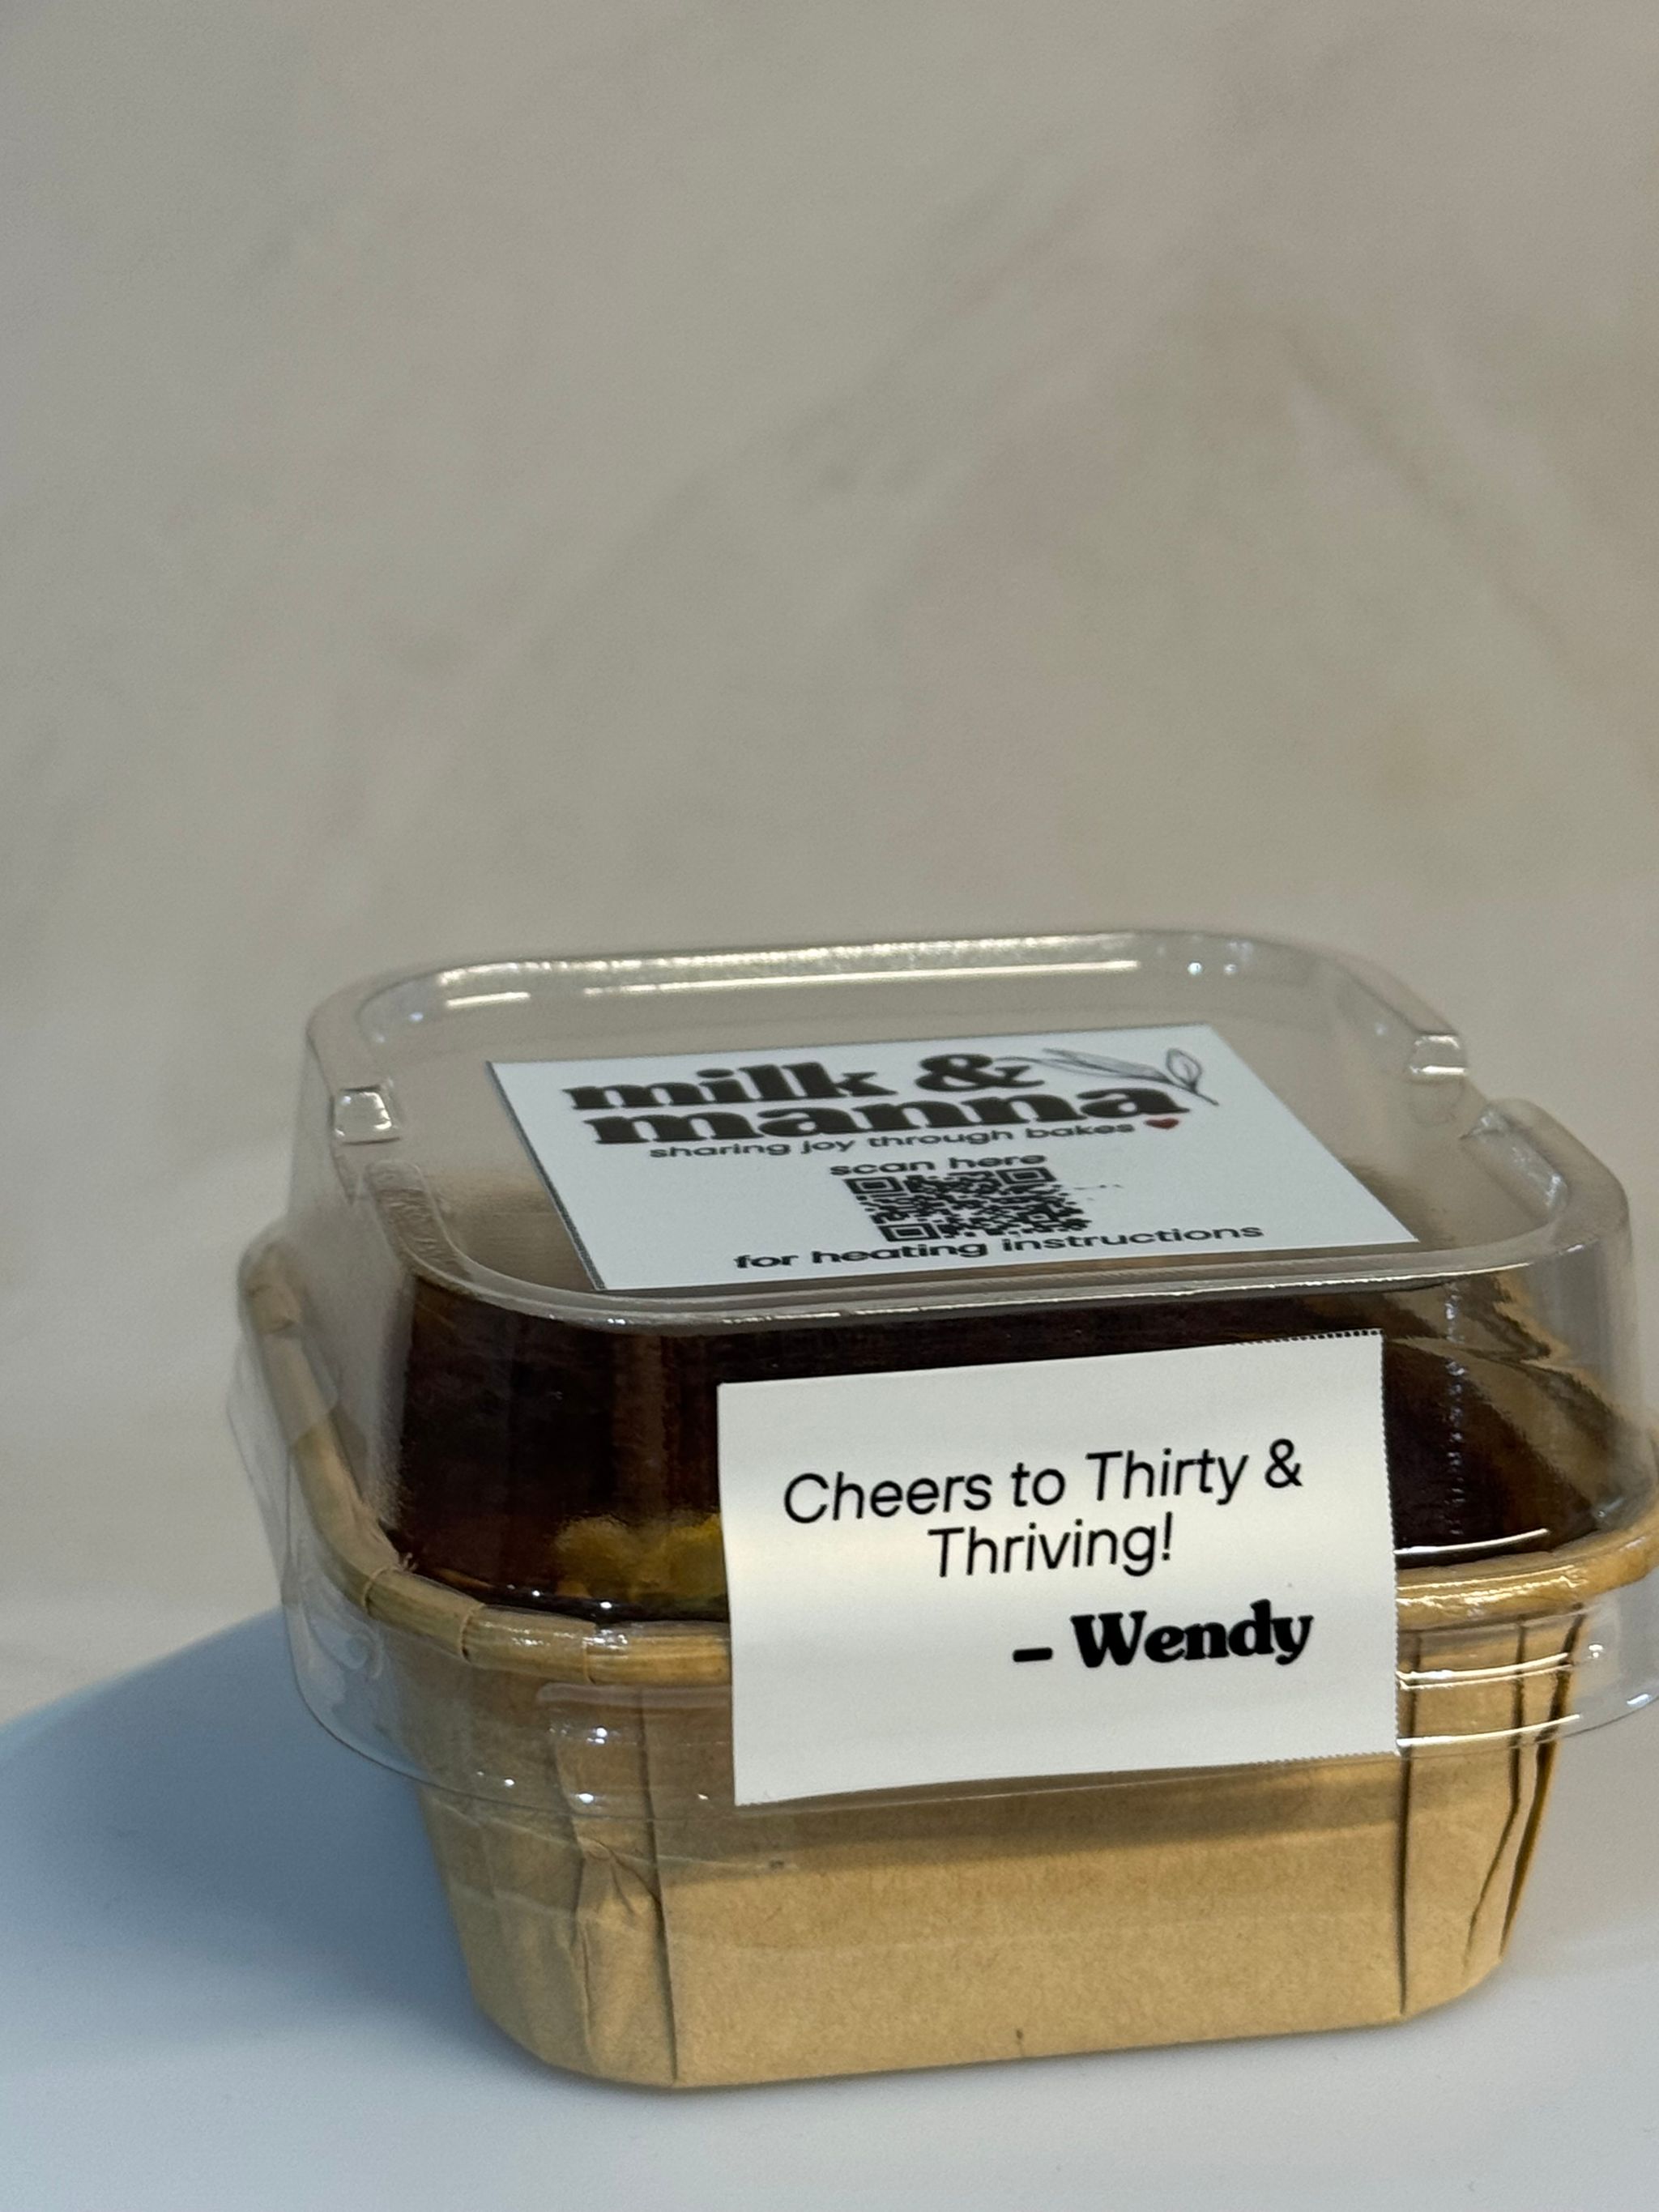 milk &
manna
sharing joy through bakes
scan here
for heating instructions
Cheers to Thirty &
Thriving!
– Wendy